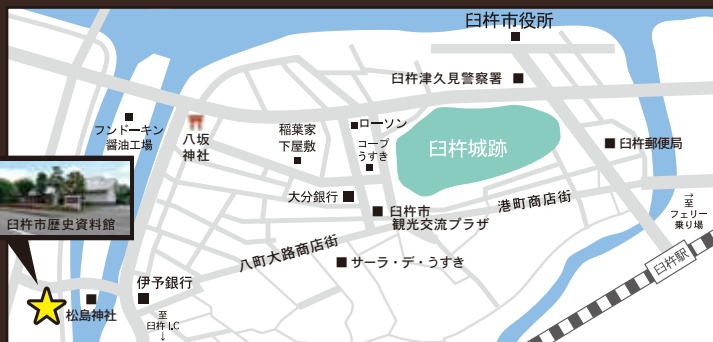 臼杵市役所
臼杵津久見警察署
フンドーキン
醤油工場
八坂
神社
稲葉家
下屋敷
ローソン
コープ
うすき
臼杵城跡
臼杵郵便局
臼杵市歴史資料館
大分銀行
臼杵市
観光交流プラザ
港町商店街
→
至
フェリー
乗り場
八町大路商店街
サーラ・デ・うすき
臼杵駅
伊予銀行
松島神社
至
臼杵I.C
↓